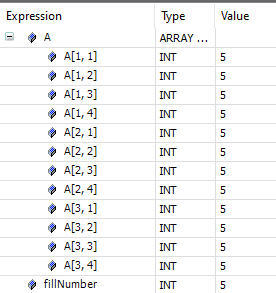 Expression Type Value
A ARRAY ...
A[1, 1] INT 5
A[1, 2] INT 5
A[1, 3] INT 5
A[1, 4] INT 5
A[2, 1] INT 5
A[2, 2] INT 5
A[2, 3] INT 5
A[2, 4] INT 5
A[3, 1] INT 5
A[3, 2] INT 5
A[3, 3] INT 5
A[3, 4] INT 5
fillNumber INT 5